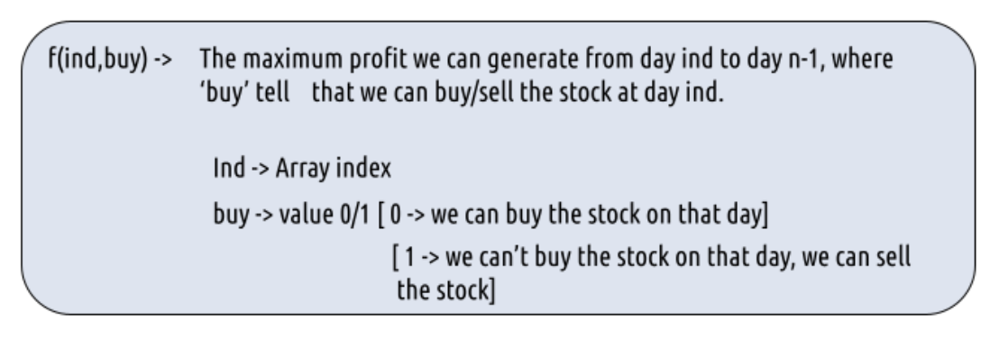 f(ind,buy) -> The maximum profit we can generate from day ind to day n-1, where
‘buy’ tell that we can buy/sell the stock at day ind.
Ind -> Array index
buy -> value 0/1 [ 0 -> we can buy the stock on that day]
[ 1 -> we can’t buy the stock on that day, we can sell
the stock]